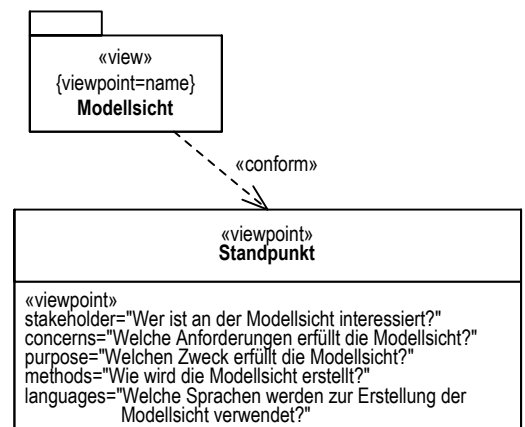 «view»
{viewpoint=name}
Modellsicht
«conform»
«viewpoint»
Standpunkt
«viewpoint»
stakeholder="Wer ist an der Modellsicht interessiert?"
concerns="Welche Anforderungen erfüllt die Modellsicht?"
purpose="Welchen Zweck erfüllt die Modellsicht?"
methods="Wie wird die Modellsicht erstellt?"
languages="Welche Sprachen werden zur Erstellung der
Modellsicht verwendet?"